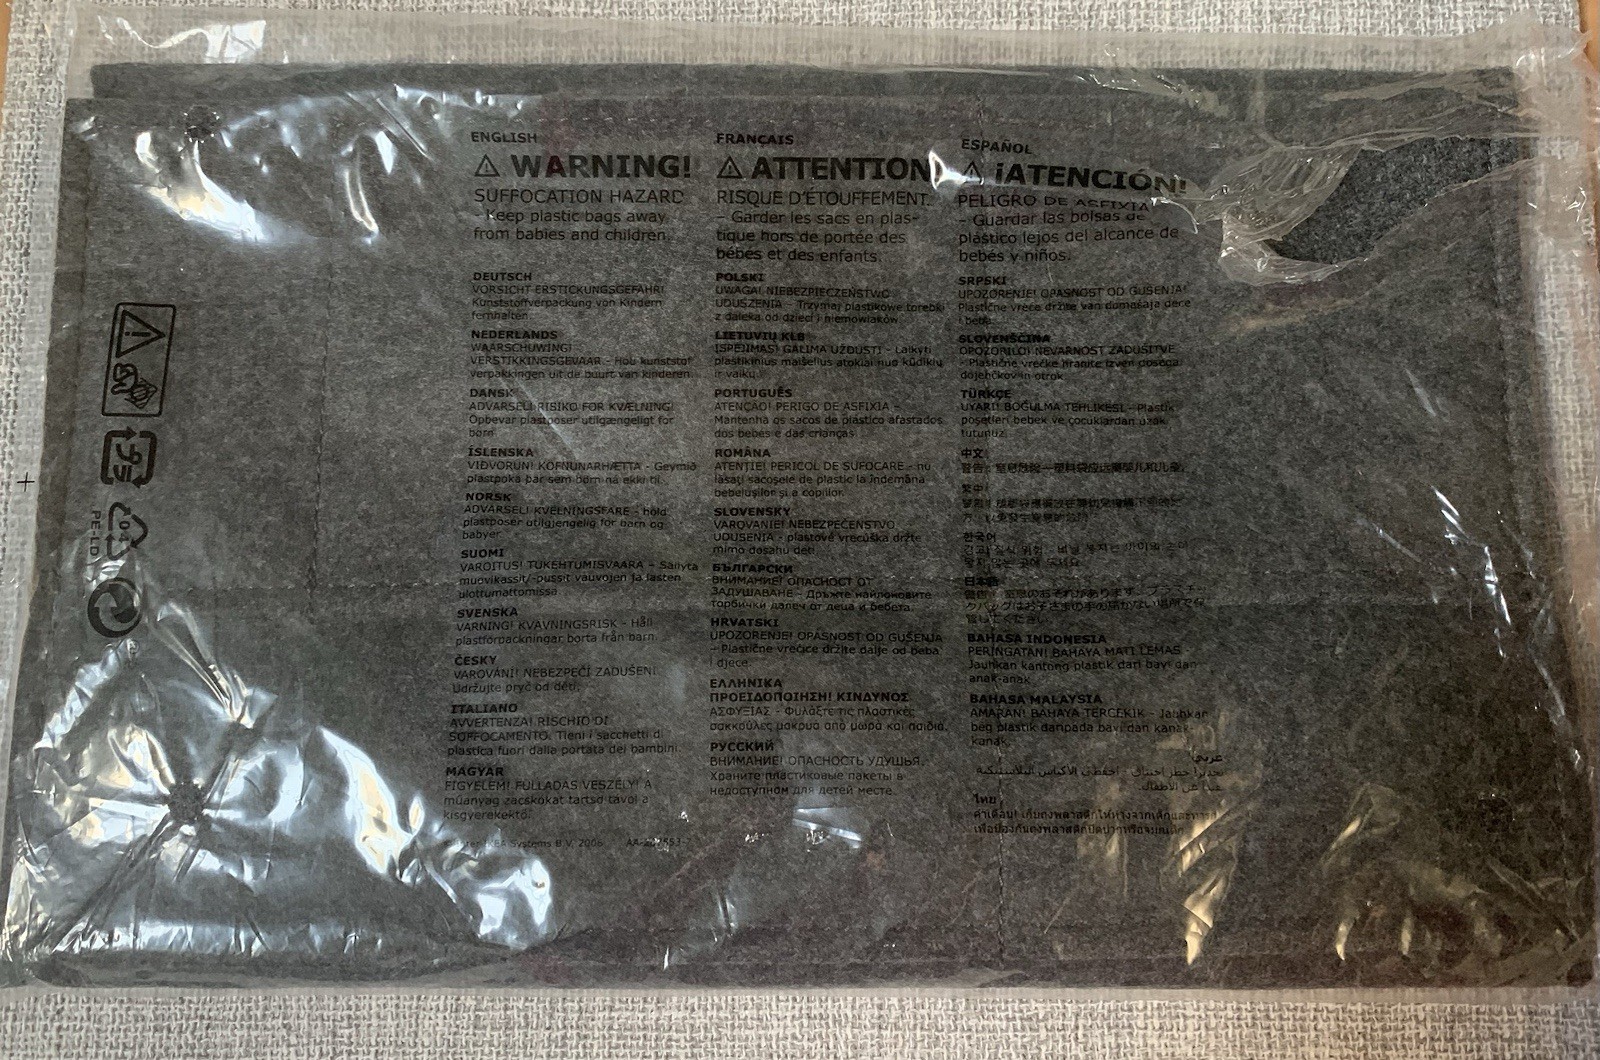 ENGLISH
WARNING!
SUFFOCATION HAZARD
– Keep plastic bags away
from babies and children.
DEUTSCH
VORSICHT ERSTICKUNGSGEFAHR!
Kunststoffverpackung von Kindern
fernhalten.
NEDERLANDS
WAARSCHUWING!
VERSTIKKINGSGEVAAR - Hou kunststof
verpakkingen uit de buurt van kinderen.
DANSK
ADVARSEL! RISIKO FOR KVÆLNING!
Opbevar plastposer utilgængeligt for
børn
ÍSLENSKA
VIÐVÖRUN! KÖFNUNARHÆTTA - Geymið
plastpoka þar sem börn ná ekki til.
NORSK
ADVARSEL! KVELNINGSFARE - hold
plastposer utilgjengelig for barn og
babyer.
SUOMI
VAROITUS! TUKEHTUMISVAARA – Säilytä
muovikassit/-pussit vauvojen ja lasten
ulottumattomissa
SVENSKA
VARNING! KVÄVNINGSRISK - Håll
plastförpackningar borta från barn.
ČESKY
VAROVÁNÍ! NEBEZPEČÍ ZADUŠENÍ
Udržujte pryč od dětí.
ITALIANO
AVVERTENZA! RISCHIO DI
SOFFOCAMENTO. Tieni i sacchetti di
plastica fuori dalla portata dei bambini.
MAGYAR
FIGYELEM! FULLADÁS VESZÉLY! A
műanyag zacskókat tartsd távol a
kisgyerekektől.
© Inter IKEA Systems B.V. 2006
FRANÇAIS
ATTENTION!
RISQUE D'ÉTOUFFEMENT.
– Garder les sacs en plas-
tique hors de portée des
bébés et des enfants.
POLSKI
UWAGA! NIEBEZPIECZEŃSTWO
UDUSZENIA – Trzymaj plastikowe torebki
z daleka od dzieci i niemowlaków
LIETUVIŲ KLB
ĮSPĖJIMAS! GALIMA UŽDUSTI - Laikyti
plastikinius maišelius atokiai nuo kūdikių
ir vaikų.
PORTUGUÊS
ATENÇÃO! PERIGO DE ASFIXIA –
Mantenha os sacos de plástico afastados
dos bebés e das crianças
ROMÂNA
ATENŢIE! PERICOL DE SUFOCARE - nu
lăsaţi sacoşele de plastic la îndemâna
bebeluşilor şi a copiilor.
SLOVENSKY
VAROVANIE! NEBEZPEČENSTVO
UDUSENIA - plastové vrecúška držte
mimo dosahu detí
БЪЛГАРСКИ
ВНИМАНИЕ! ОПАСНОСТ ОТ
ЗАДУШАВАНЕ - Дръжте найлоновите
торбички далеч от деца и бебета.
HRVATSKI
UPOZORENJE! OPASNOST OD GUŠENJA
– Plastične vrećice držite dalje od beba
i djece.
ΕΛΛΗΝΙΚΑ
ΠΡΟΕΙΔΟΠΟΙΗΣΗ! ΚΙΝΔΥΝΟΣ
ΑΣΦΥΞΙΑΣ - Φυλάξτε τις πλαστικές
σακκούλες μακρυά από μωρά και παιδιά.
РУССКИЙ
ВНИМАНИЕ! ОПАСНОСТЬ УДУШЬЯ.
Храните пластиковые пакеты в
недоступном для детей месте
ESPAÑOL
¡ATENCIÓN!
PELIGRO DE ASFIXIA
– Guardar las bolsas de
plástico lejos del alcance de
bebés y niños.
SRPSKI
UPOZORENJE! OPASNOST OD GUŠENJA!
Plastične vreće držite van domašaja dece
i beba.
SLOVENŠČINA
OPOZORILO! NEVARNOST ZADUŠITVE
- Plastične vrečke hranite izven dosega
dojenčkov in otrok
TÜRKÇE
UYARI! BOĞULMA TEHLİKESİ - Plastik
poşetleri bebek ve çocuklardan uzak
tutunuz.
中文
繁中
한국어
日本語
BAHASA INDONESIA
PERINGATAN! BAHAYA MATI LEMAS
Jauhkan kantong plastik dari bayi dan
anak-anak
BAHASA MALAYSIA
AMARAN! BAHAYA TERCEKIK - Jauhkan
beg plastik daripada bayi dan kanak-
kanak.
عربي
ไทย
プラ
04
PE-LD